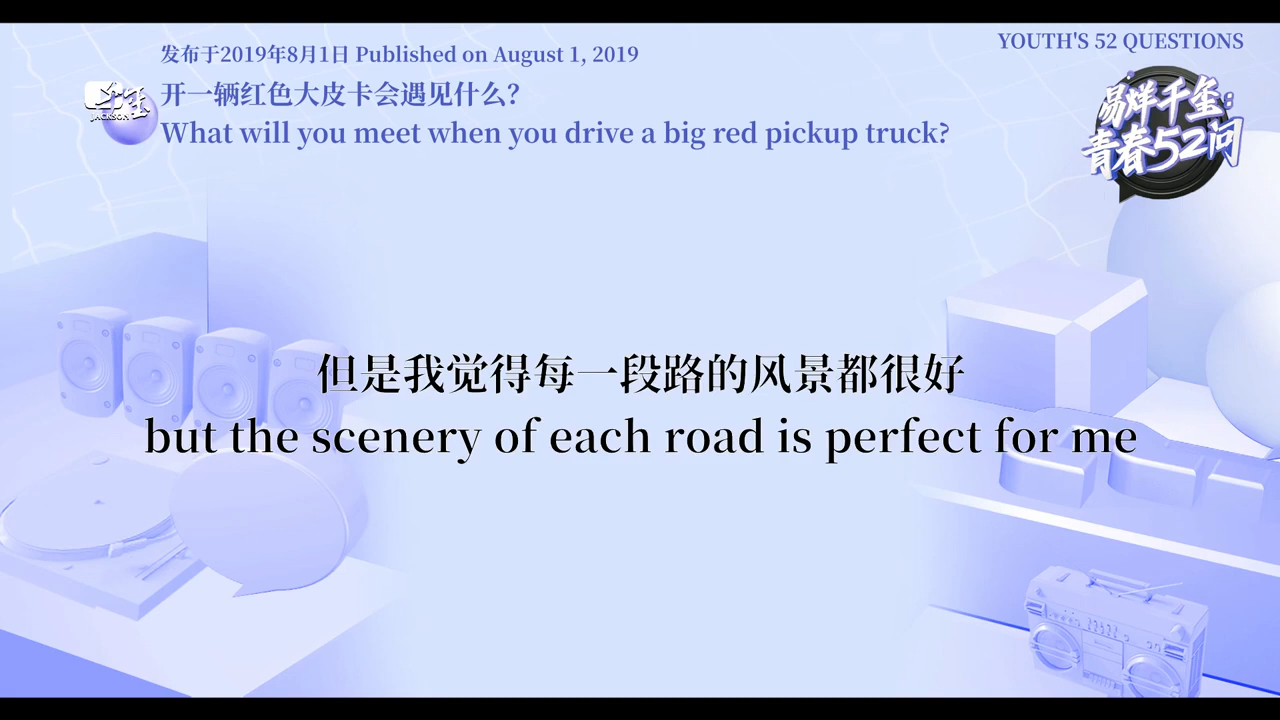 发布于2019年8月1日 Published on August 1, 2019
YOUTH'S 52 QUESTIONS
开一辆红色大皮卡会遇见什么?
What will you meet when you drive a big red pickup truck?
千玺
JACKSON
易烊千玺:
青春52问
但是我觉得每一段路的风景都很好
but the scenery of each road is perfect for me